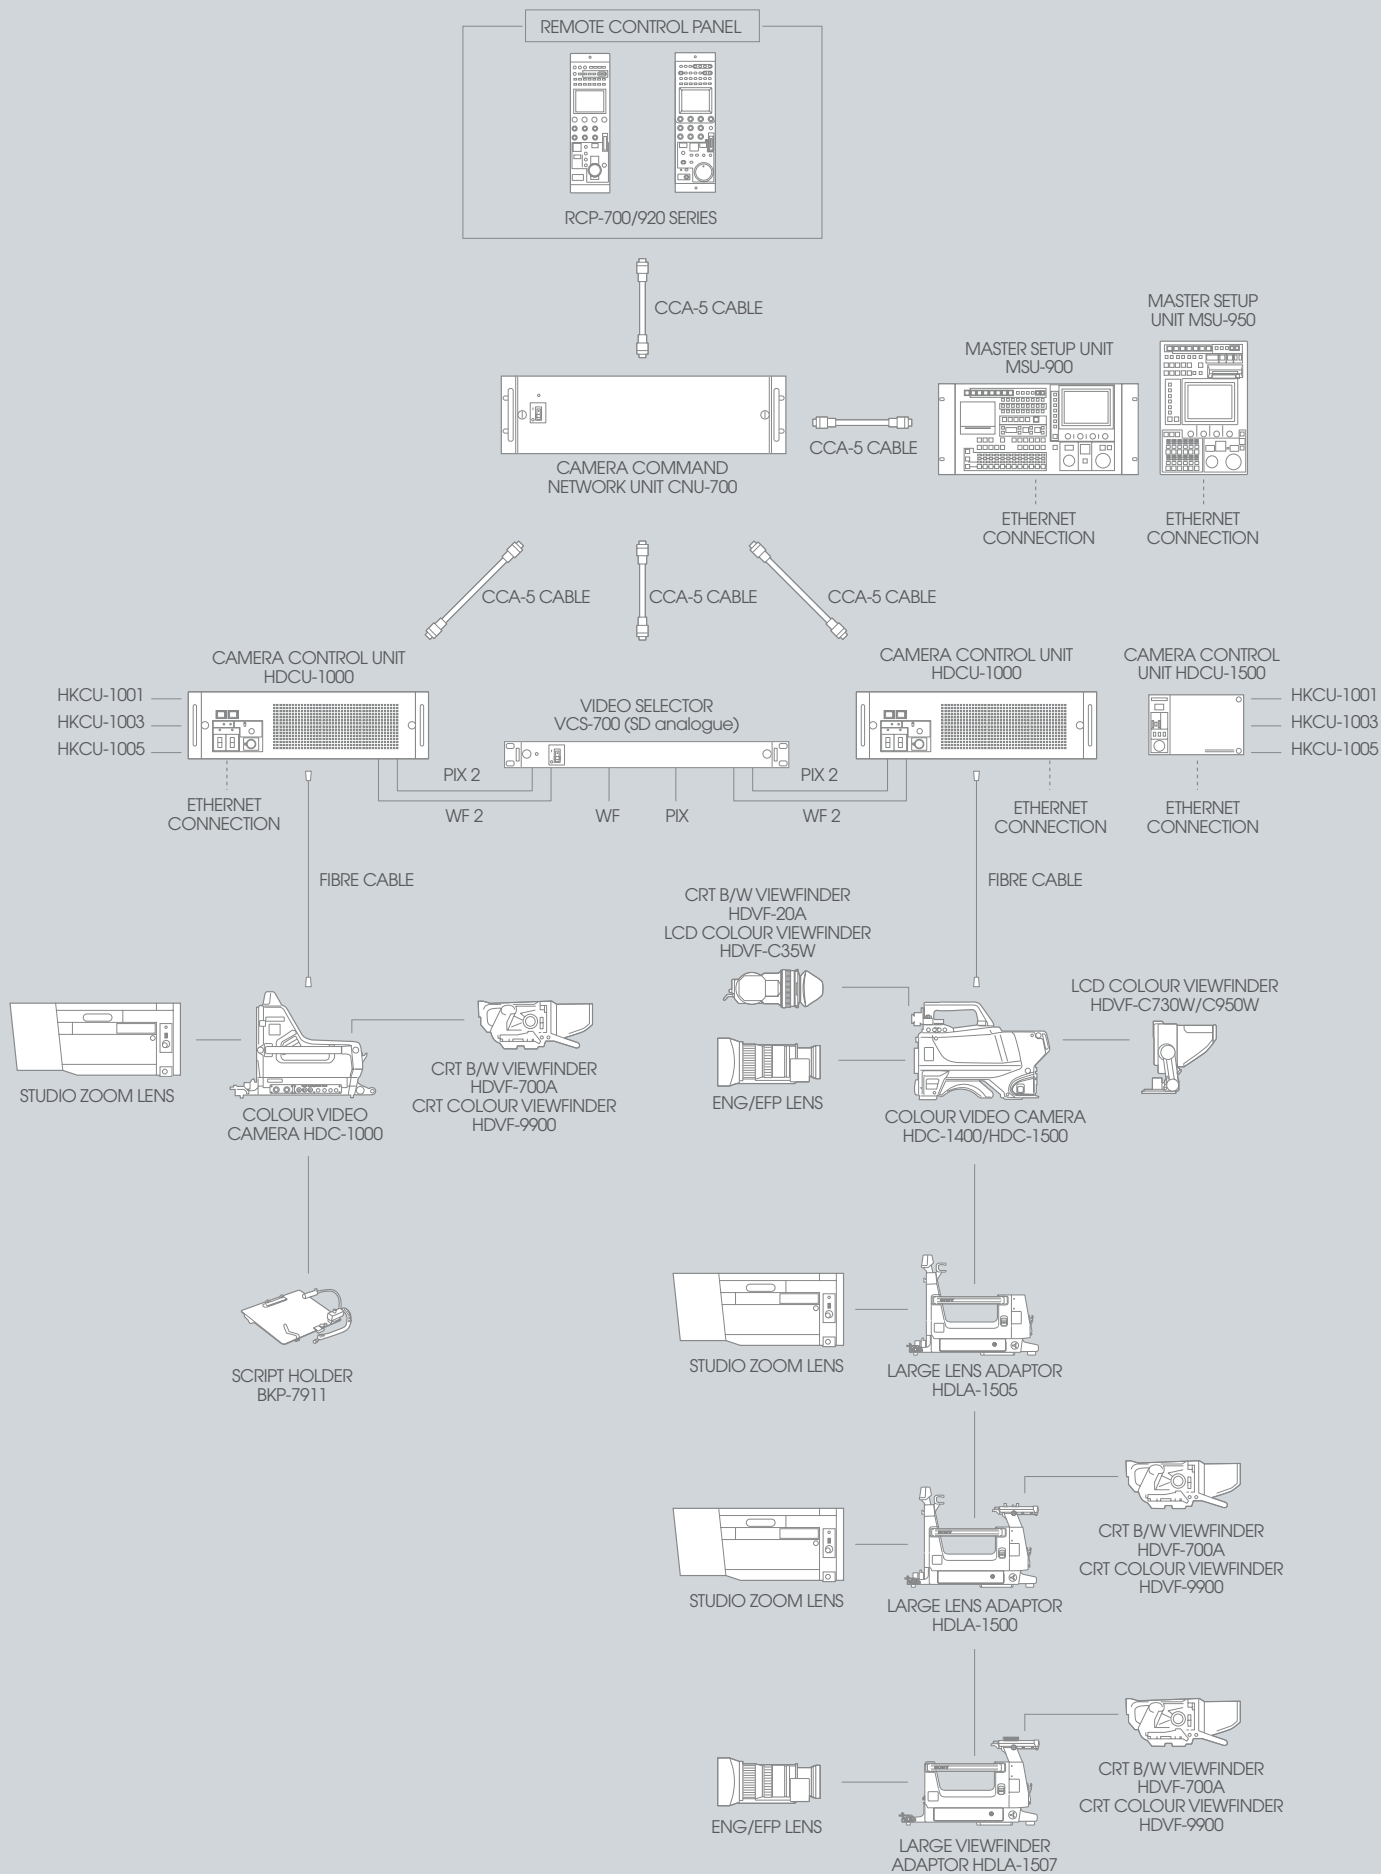 REMOTE CONTROL PANEL
RCP-700/920 SERIES
CCA-5 CABLE
MASTER SETUP
UNIT MSU-950
MASTER SETUP UNIT
MSU-900
CCA-5 CABLE
CAMERA COMMAND
NETWORK UNIT CNU-700
ETHERNET
CONNECTION
ETHERNET
CONNECTION
CCA-5 CABLE
CCA-5 CABLE
CCA-5 CABLE
CAMERA CONTROL UNIT
HDCU-1000
CAMERA CONTROL UNIT
HDCU-1000
CAMERA CONTROL
UNIT HDCU-1500
HKCU-1001
HKCU-1003
HKCU-1005
VIDEO SELECTOR
VCS-700 (SD analogue)
HKCU-1001
HKCU-1003
HKCU-1005
PIX 2
PIX 2
ETHERNET
CONNECTION
WF 2
WF
PIX
WF 2
ETHERNET
CONNECTION
ETHERNET
CONNECTION
FIBRE CABLE
FIBRE CABLE
CRT B/W VIEWFINDER
HDVF-20A
LCD COLOUR VIEWFINDER
HDVF-C35W
LCD COLOUR VIEWFINDER
HDVF-C730W/C950W
STUDIO ZOOM LENS
CRT B/W VIEWFINDER
HDVF-700A
CRT COLOUR VIEWFINDER
HDVF-9900
ENG/EFP LENS
COLOUR VIDEO
CAMERA HDC-1000
COLOUR VIDEO CAMERA
HDC-1400/HDC-1500
SCRIPT HOLDER
BKP-7911
STUDIO ZOOM LENS
LARGE LENS ADAPTOR
HDLA-1505
CRT B/W VIEWFINDER
HDVF-700A
CRT COLOUR VIEWFINDER
HDVF-9900
STUDIO ZOOM LENS
LARGE LENS ADAPTOR
HDLA-1500
CRT B/W VIEWFINDER
HDVF-700A
CRT COLOUR VIEWFINDER
HDVF-9900
ENG/EFP LENS
LARGE VIEWFINDER
ADAPTOR HDLA-1507